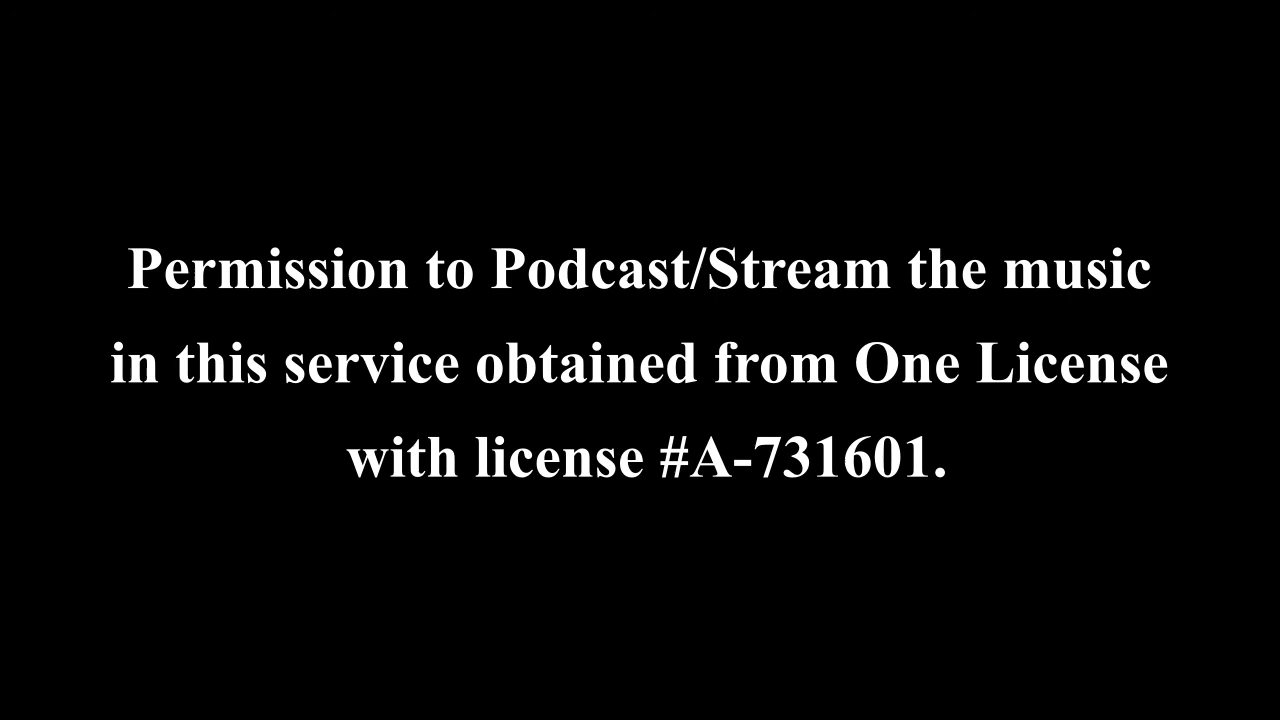 Permission to Podcast/Stream the music
in this service obtained from One License
with license #A-731601.